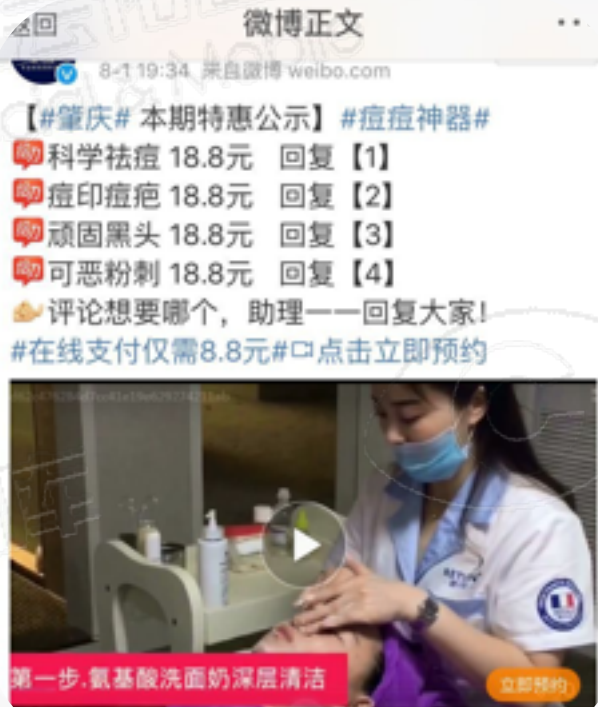 返回 微博正文
8-1 19:34 来自微博 weibo.com
【#肇庆# 本期特惠公示】#痘痘神器#
科学祛痘 18.8元 回复【1】
痘印痘疤 18.8元 回复【2】
顽固黑头 18.8元 回复【3】
可恶粉刺 18.8元 回复【4】
评论想要哪个，助理一一回复大家！
#在线支付仅需8.8元#点击立即预约
第一步.氨基酸洗面奶深层清洁
立即预约